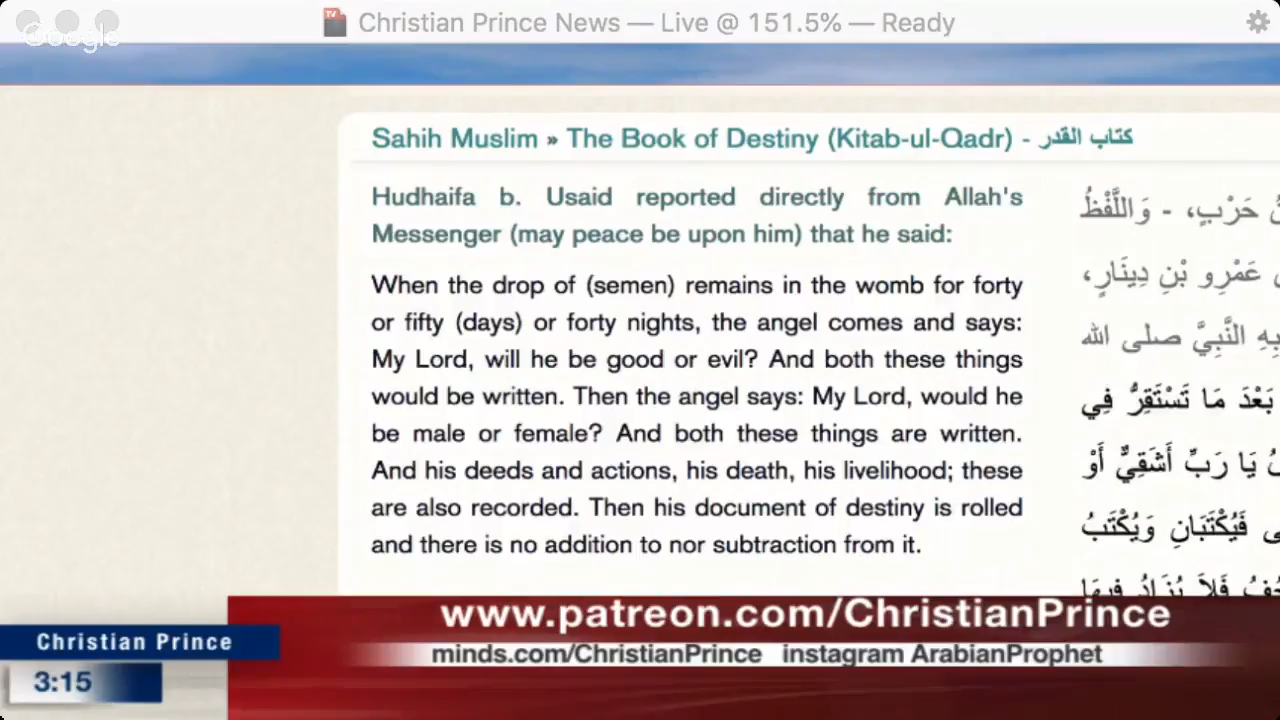 Google
Christian Prince News — Live @ 151.5% — Ready
Sahih Muslim » The Book of Destiny (Kitab-ul-Qadr) - كتاب القدر
Hudhaifa b. Usaid reported directly from Allah's
Messenger (may peace be upon him) that he said:
When the drop of (semen) remains in the womb for forty
or fifty (days) or forty nights, the angel comes and says:
My Lord, will he be good or evil? And both these things
would be written. Then the angel says: My Lord, would he
be male or female? And both these things are written.
And his deeds and actions, his death, his livelihood; these
are also recorded. Then his document of destiny is rolled
and there is no addition to nor subtraction from it.
حَرْبٍ، - وَاللَّفْظُ
عَمْرِو بْنِ دِينَارٍ،
بِهِ النَّبِيَّ صلى الله
بَعْدَ مَا تَسْتَقِرُّ فِي
يَا رَبِّ أَشَقِيٌّ أَوْ
فَيُكْتَبَانِ وَيُكْتَبُ
فَلاَ يُزَادُ فِيهَا
www.patreon.com/ChristianPrince
minds.com/ChristianPrince instagram ArabianProphet
Christian Prince
3:15